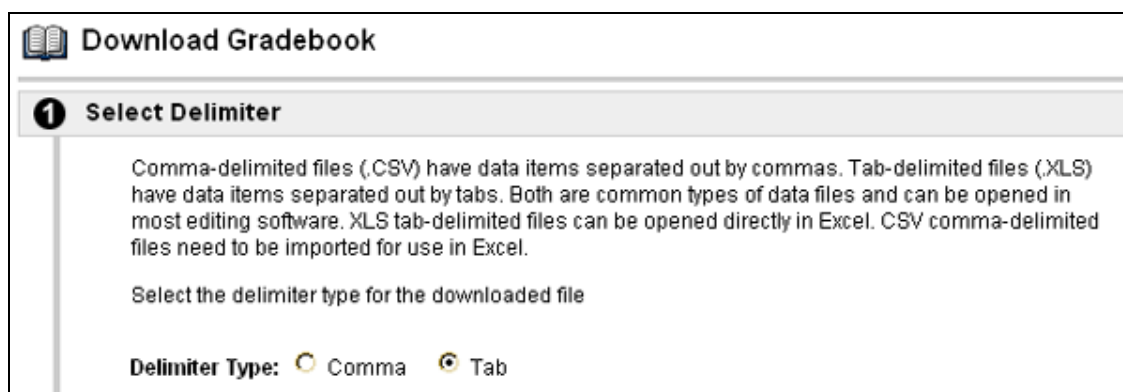 Download Gradebook
1 Select Delimiter
Comma-delimited files (.CSV) have data items separated out by commas. Tab-delimited files (.XLS)
have data items separated out by tabs. Both are common types of data files and can be opened in
most editing software. XLS tab-delimited files can be opened directly in Excel. CSV comma-delimited
files need to be imported for use in Excel.
Select the delimiter type for the downloaded file
Delimiter Type: Comma Tab